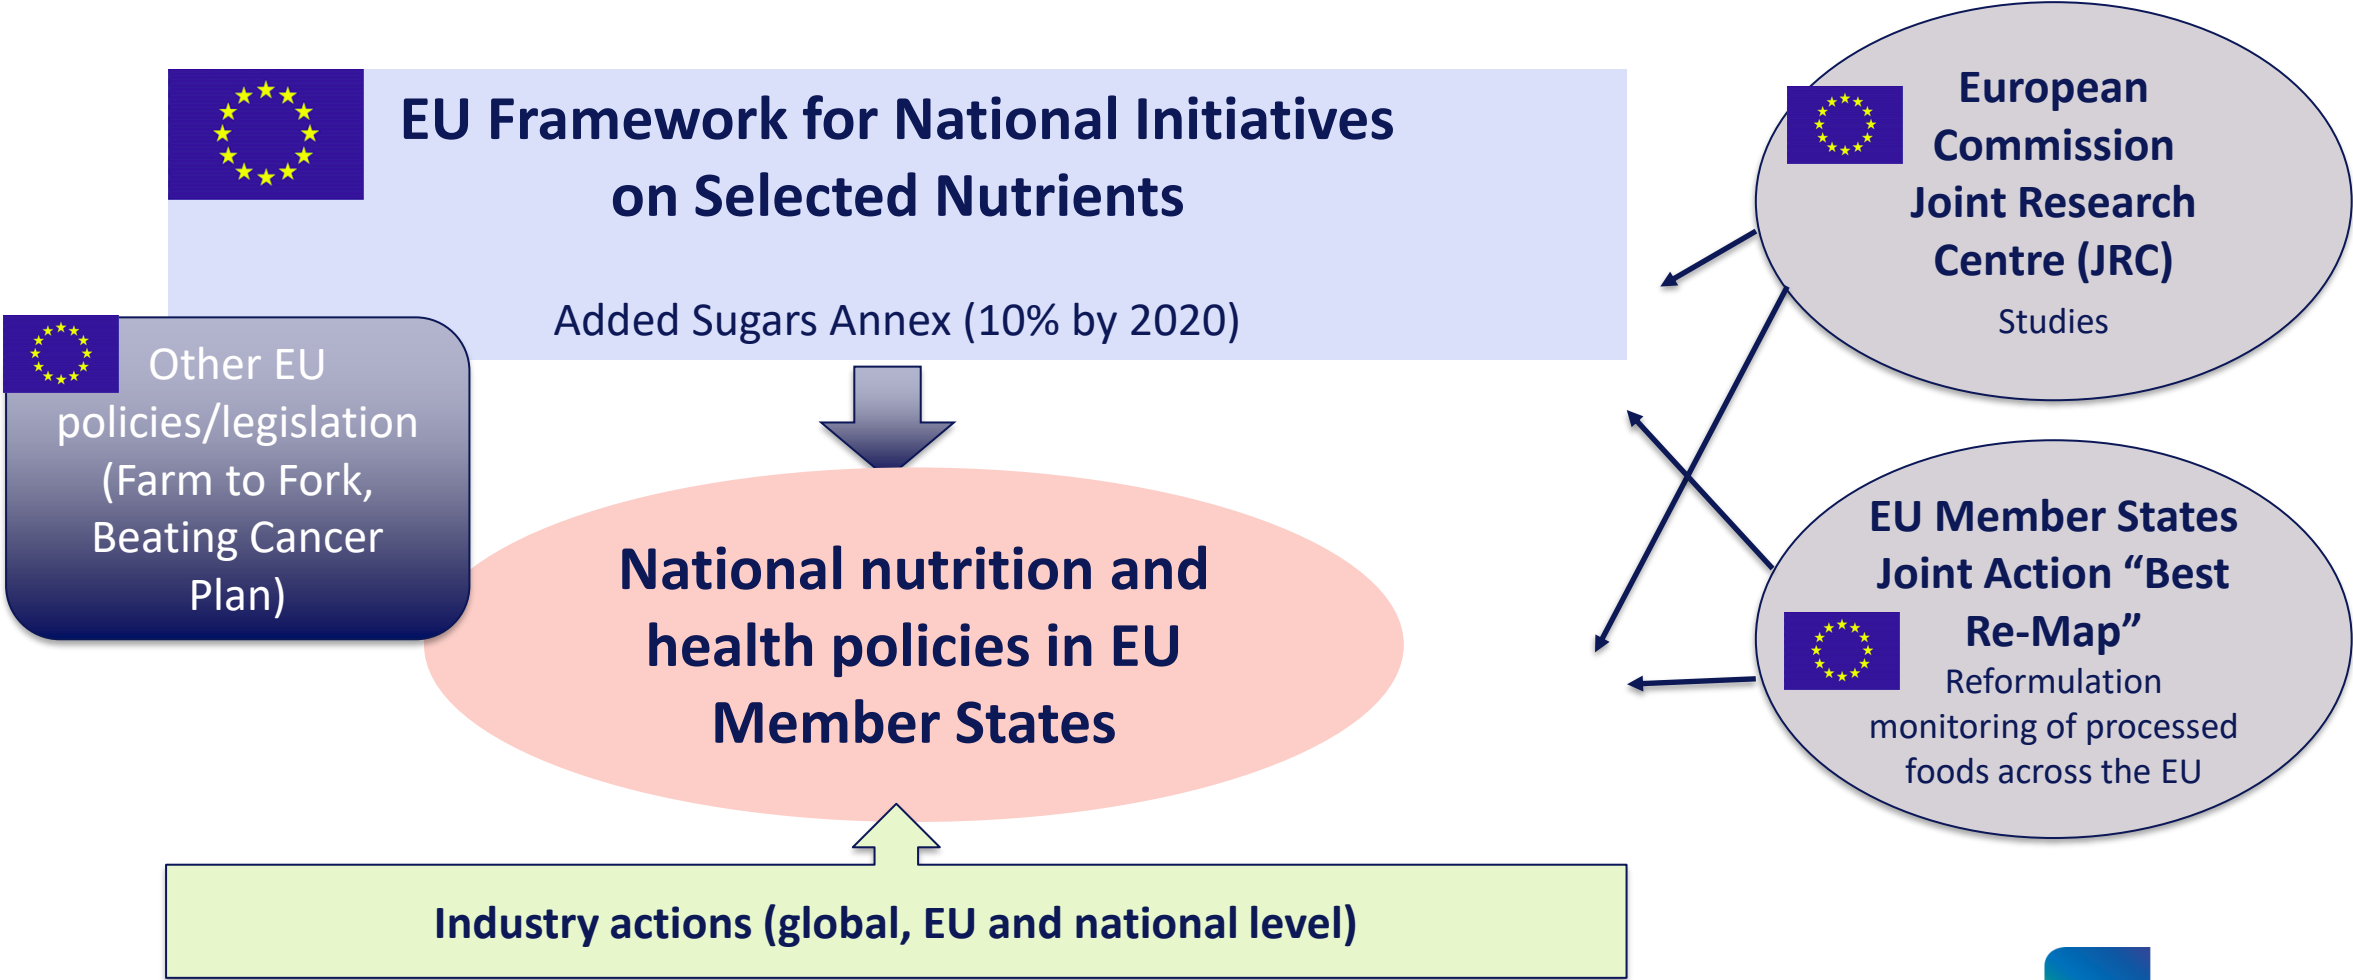 EU Framework for National Initiatives
on Selected Nutrients
Added Sugars Annex (10% by 2020)
Other EU
policies/legislation
(Farm to Fork,
Beating Cancer
Plan)
National nutrition and
health policies in EU
Member States
Industry actions (global, EU and national level)
European
Commission
Joint Research
Centre (JRC)
Studies
EU Member States
Joint Action “Best
Re-Map”
Reformulation
monitoring of processed
foods across the EU